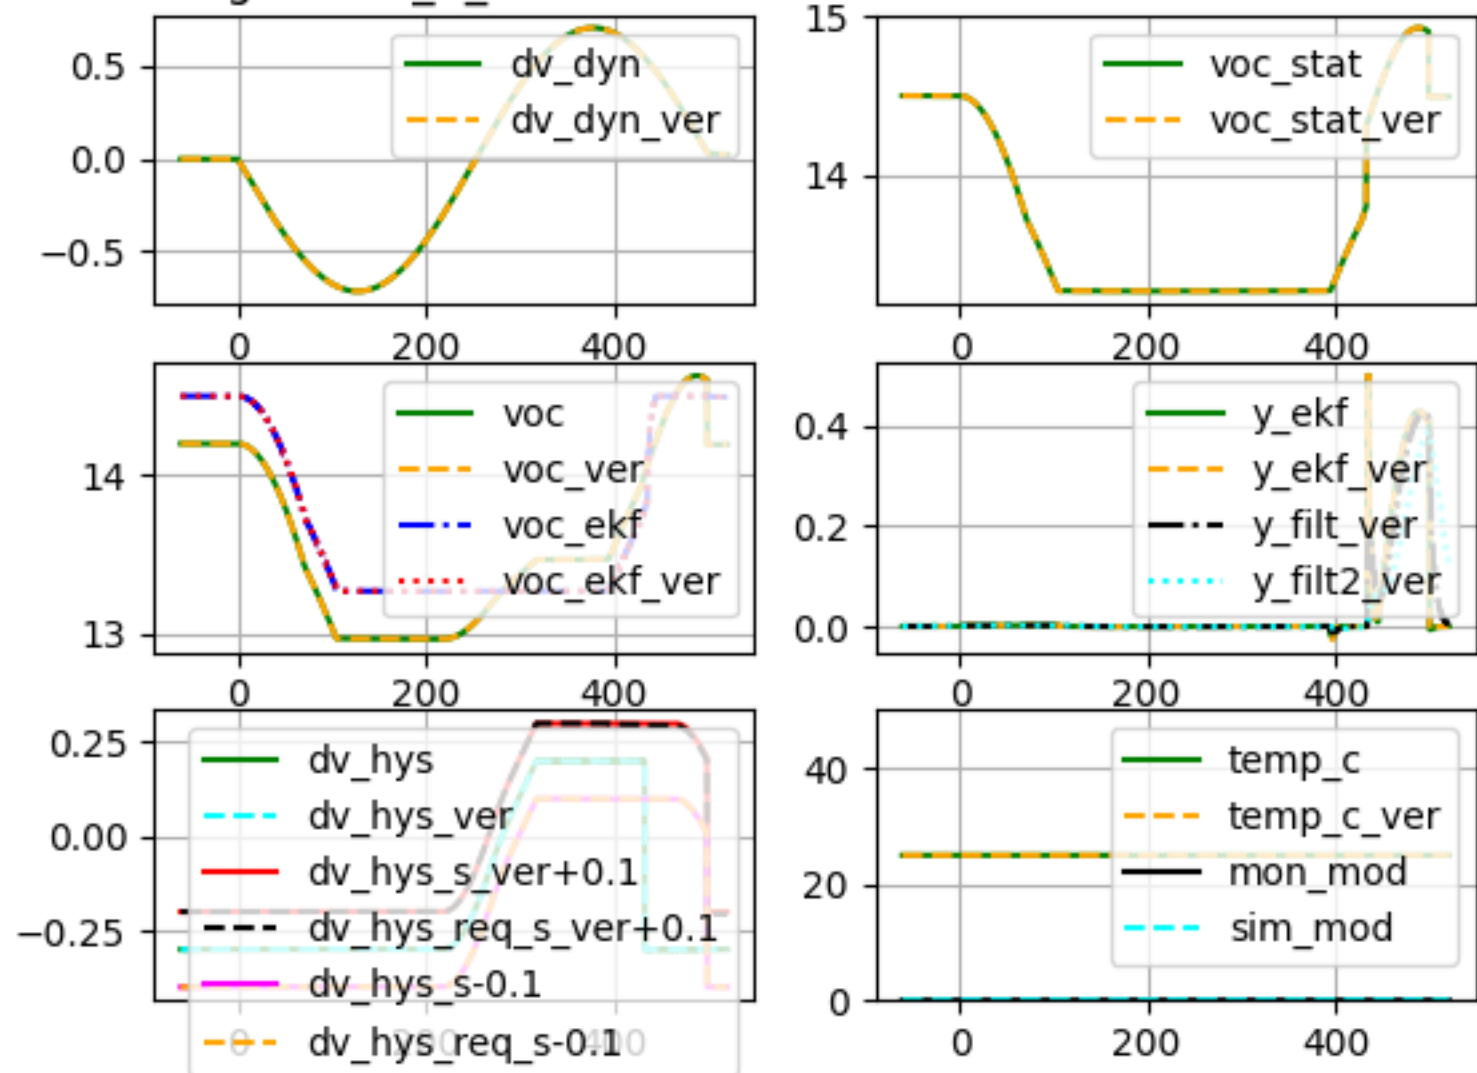 0.5
0.0
−0.5
dv_dyn
dv_dyn_ver
0
200
400
15
14
voc_stat
voc_stat_ver
0
200
400
14
13
voc
voc_ver
voc_ekf
voc_ekf_ver
0
200
400
0.4
0.2
0.0
y_ekf
y_ekf_ver
y_filt_ver
y_filt2_ver
0
200
400
0.25
0.00
−0.25
dv_hys
dv_hys_ver
dv_hys_s_ver+0.1
dv_hys_req_s_ver+0.1
dv_hys_s-0.1
dv_hys_req_s-0.1
0
200
400
40
20
0
temp_c
temp_c_ver
mon_mod
sim_mod
0
200
400